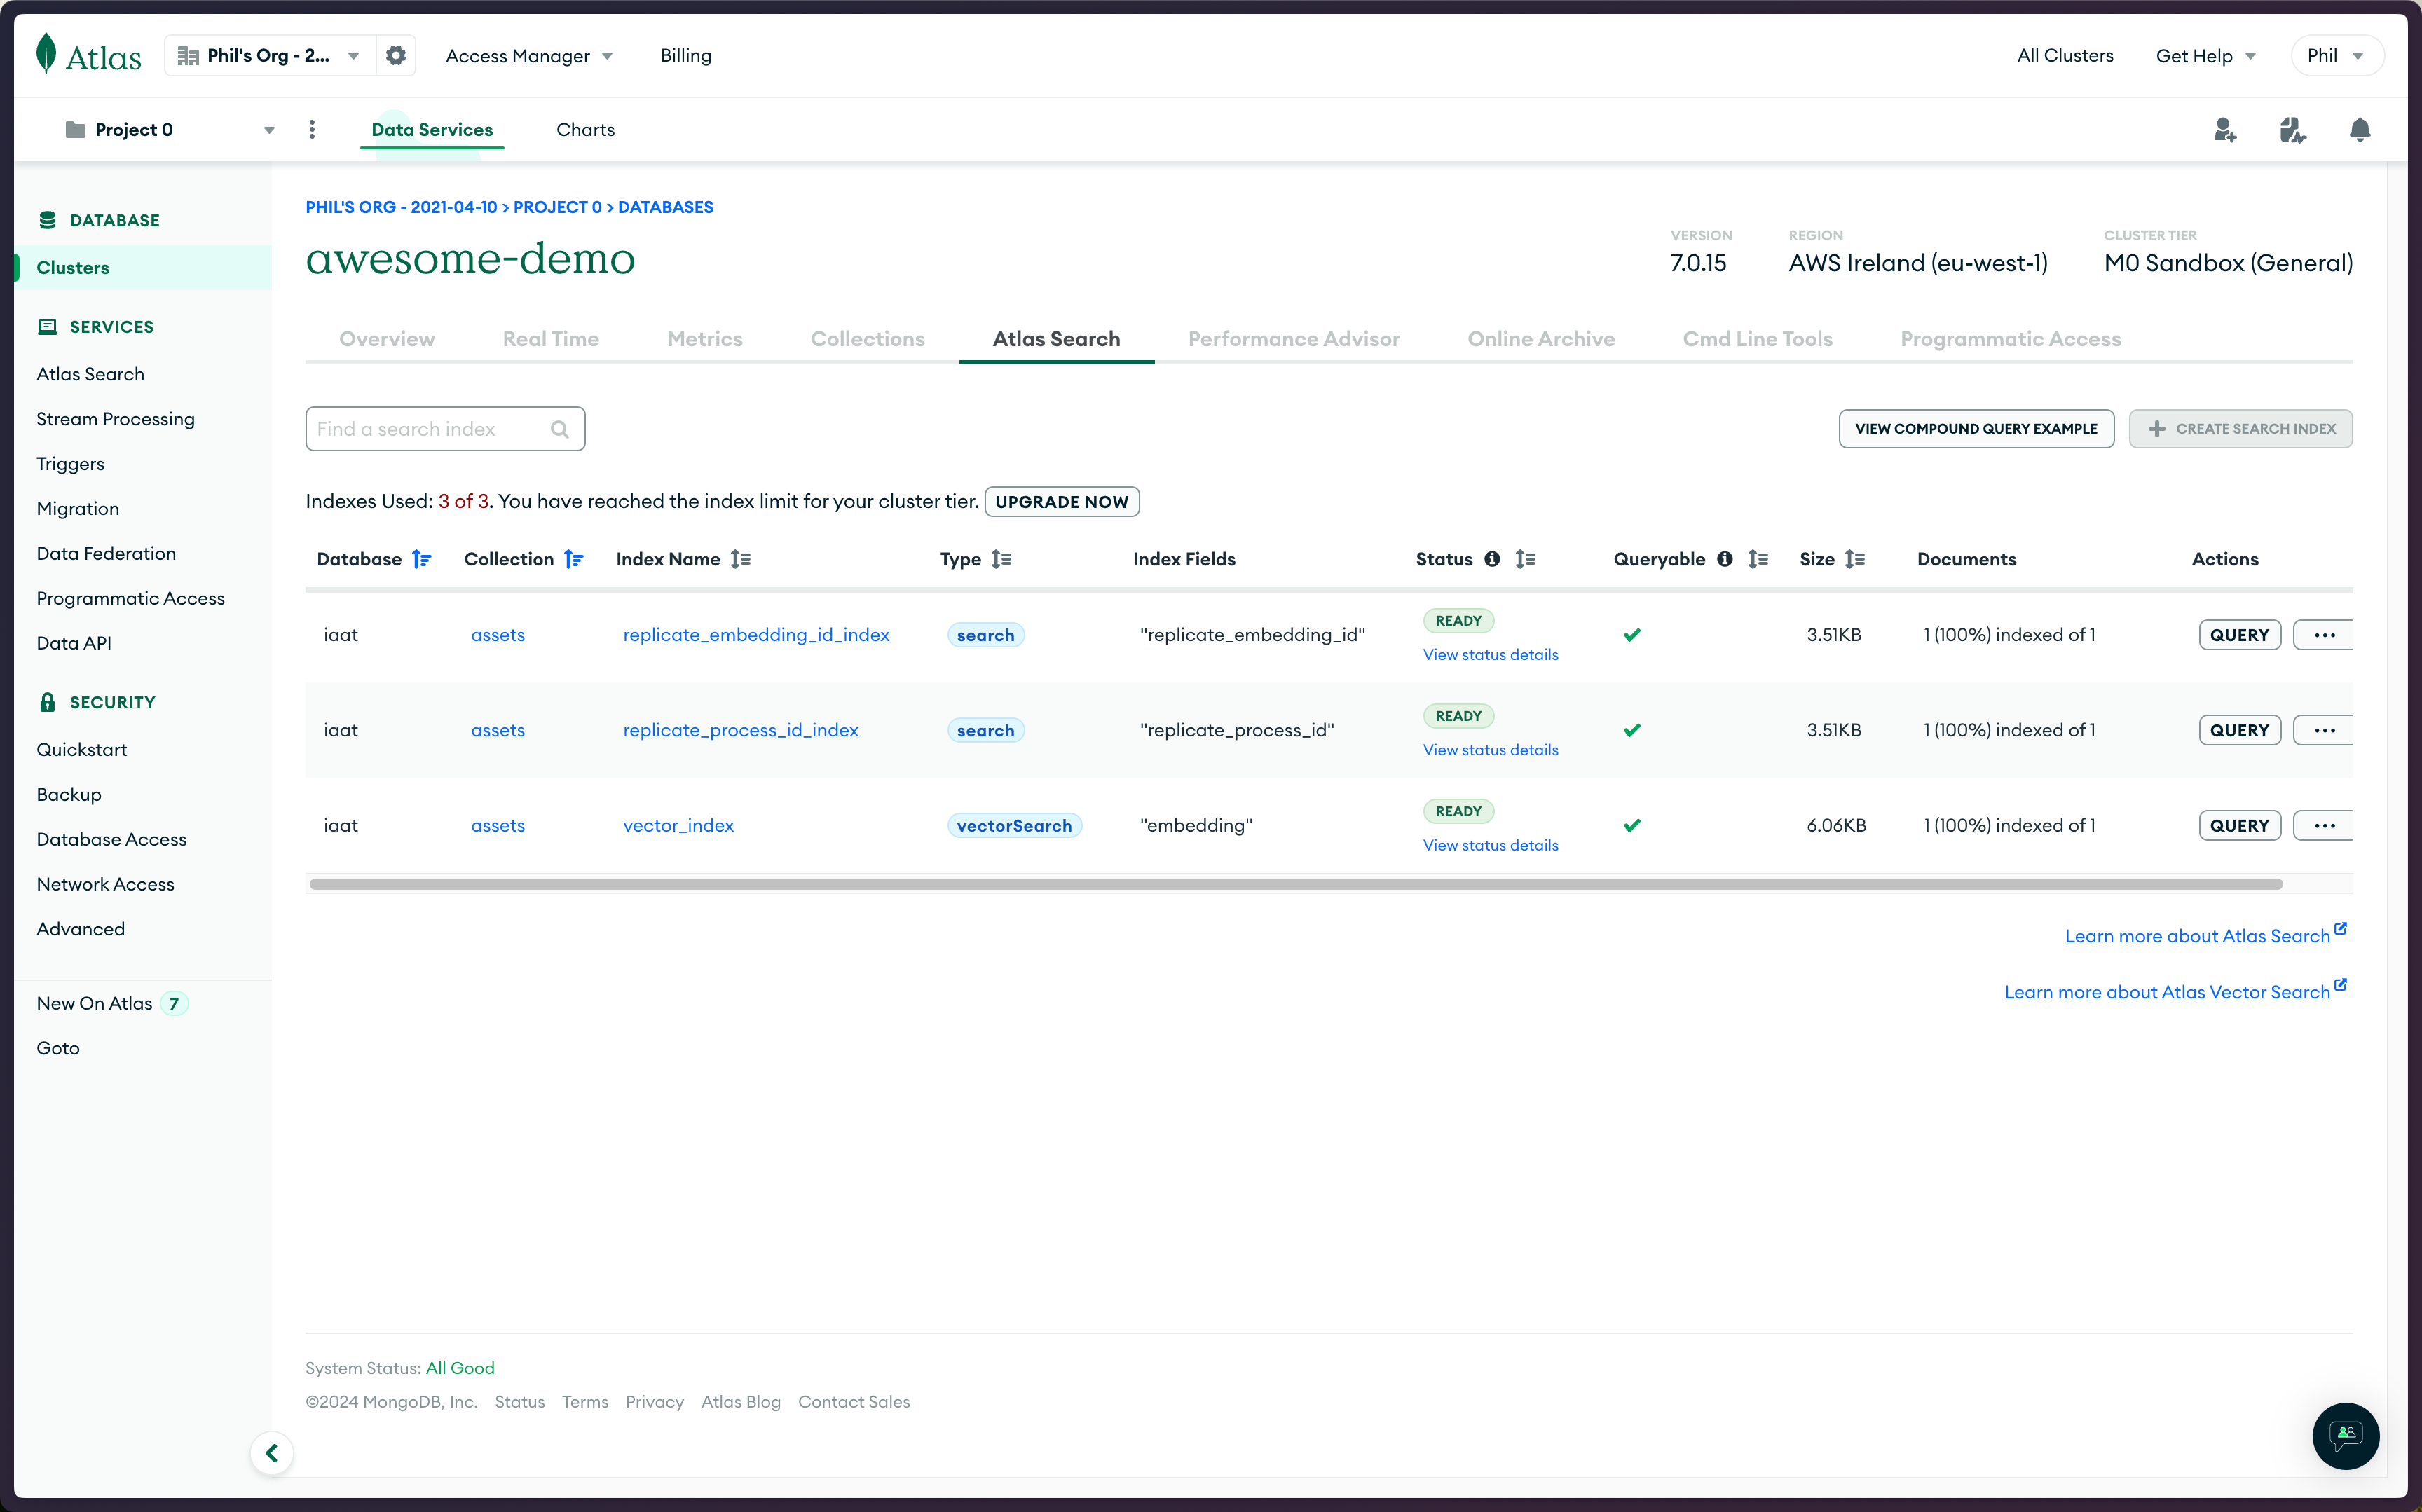 Atlas
Phil's Org - 2...
Access Manager
Billing
All Clusters
Get Help
Phil
Project 0
Data Services
Charts
DATABASE
Clusters
SERVICES
Atlas Search
Stream Processing
Triggers
Migration
Data Federation
Programmatic Access
Data API
SECURITY
Quickstart
Backup
Database Access
Network Access
Advanced
New On Atlas 7
Goto
PHIL'S ORG - 2021-04-10 > PROJECT 0 > DATABASES
awesome-demo
VERSION
7.0.15
REGION
AWS Ireland (eu-west-1)
CLUSTER TIER
M0 Sandbox (General)
Overview Real Time Metrics Collections Atlas Search Performance Advisor Online Archive Cmd Line Tools Programmatic Access
Find a search index
VIEW COMPOUND QUERY EXAMPLE
CREATE SEARCH INDEX
Indexes Used: 3 of 3. You have reached the index limit for your cluster tier. UPGRADE NOW
Database Collection Index Name Type Index Fields Status Queryable Size Documents Actions
iaat assets replicate_embedding_id_index search "replicate_embedding_id" READY 3.51KB 1 (100%) indexed of 1 QUERY ...
View status details
iaat assets replicate_process_id_index search "replicate_process_id" READY 3.51KB 1 (100%) indexed of 1 QUERY ...
View status details
iaat assets vector_index vectorSearch "embedding" READY 6.06KB 1 (100%) indexed of 1 QUERY ...
View status details
Learn more about Atlas Search
Learn more about Atlas Vector Search
System Status: All Good
©2024 MongoDB, Inc. Status Terms Privacy Atlas Blog Contact Sales